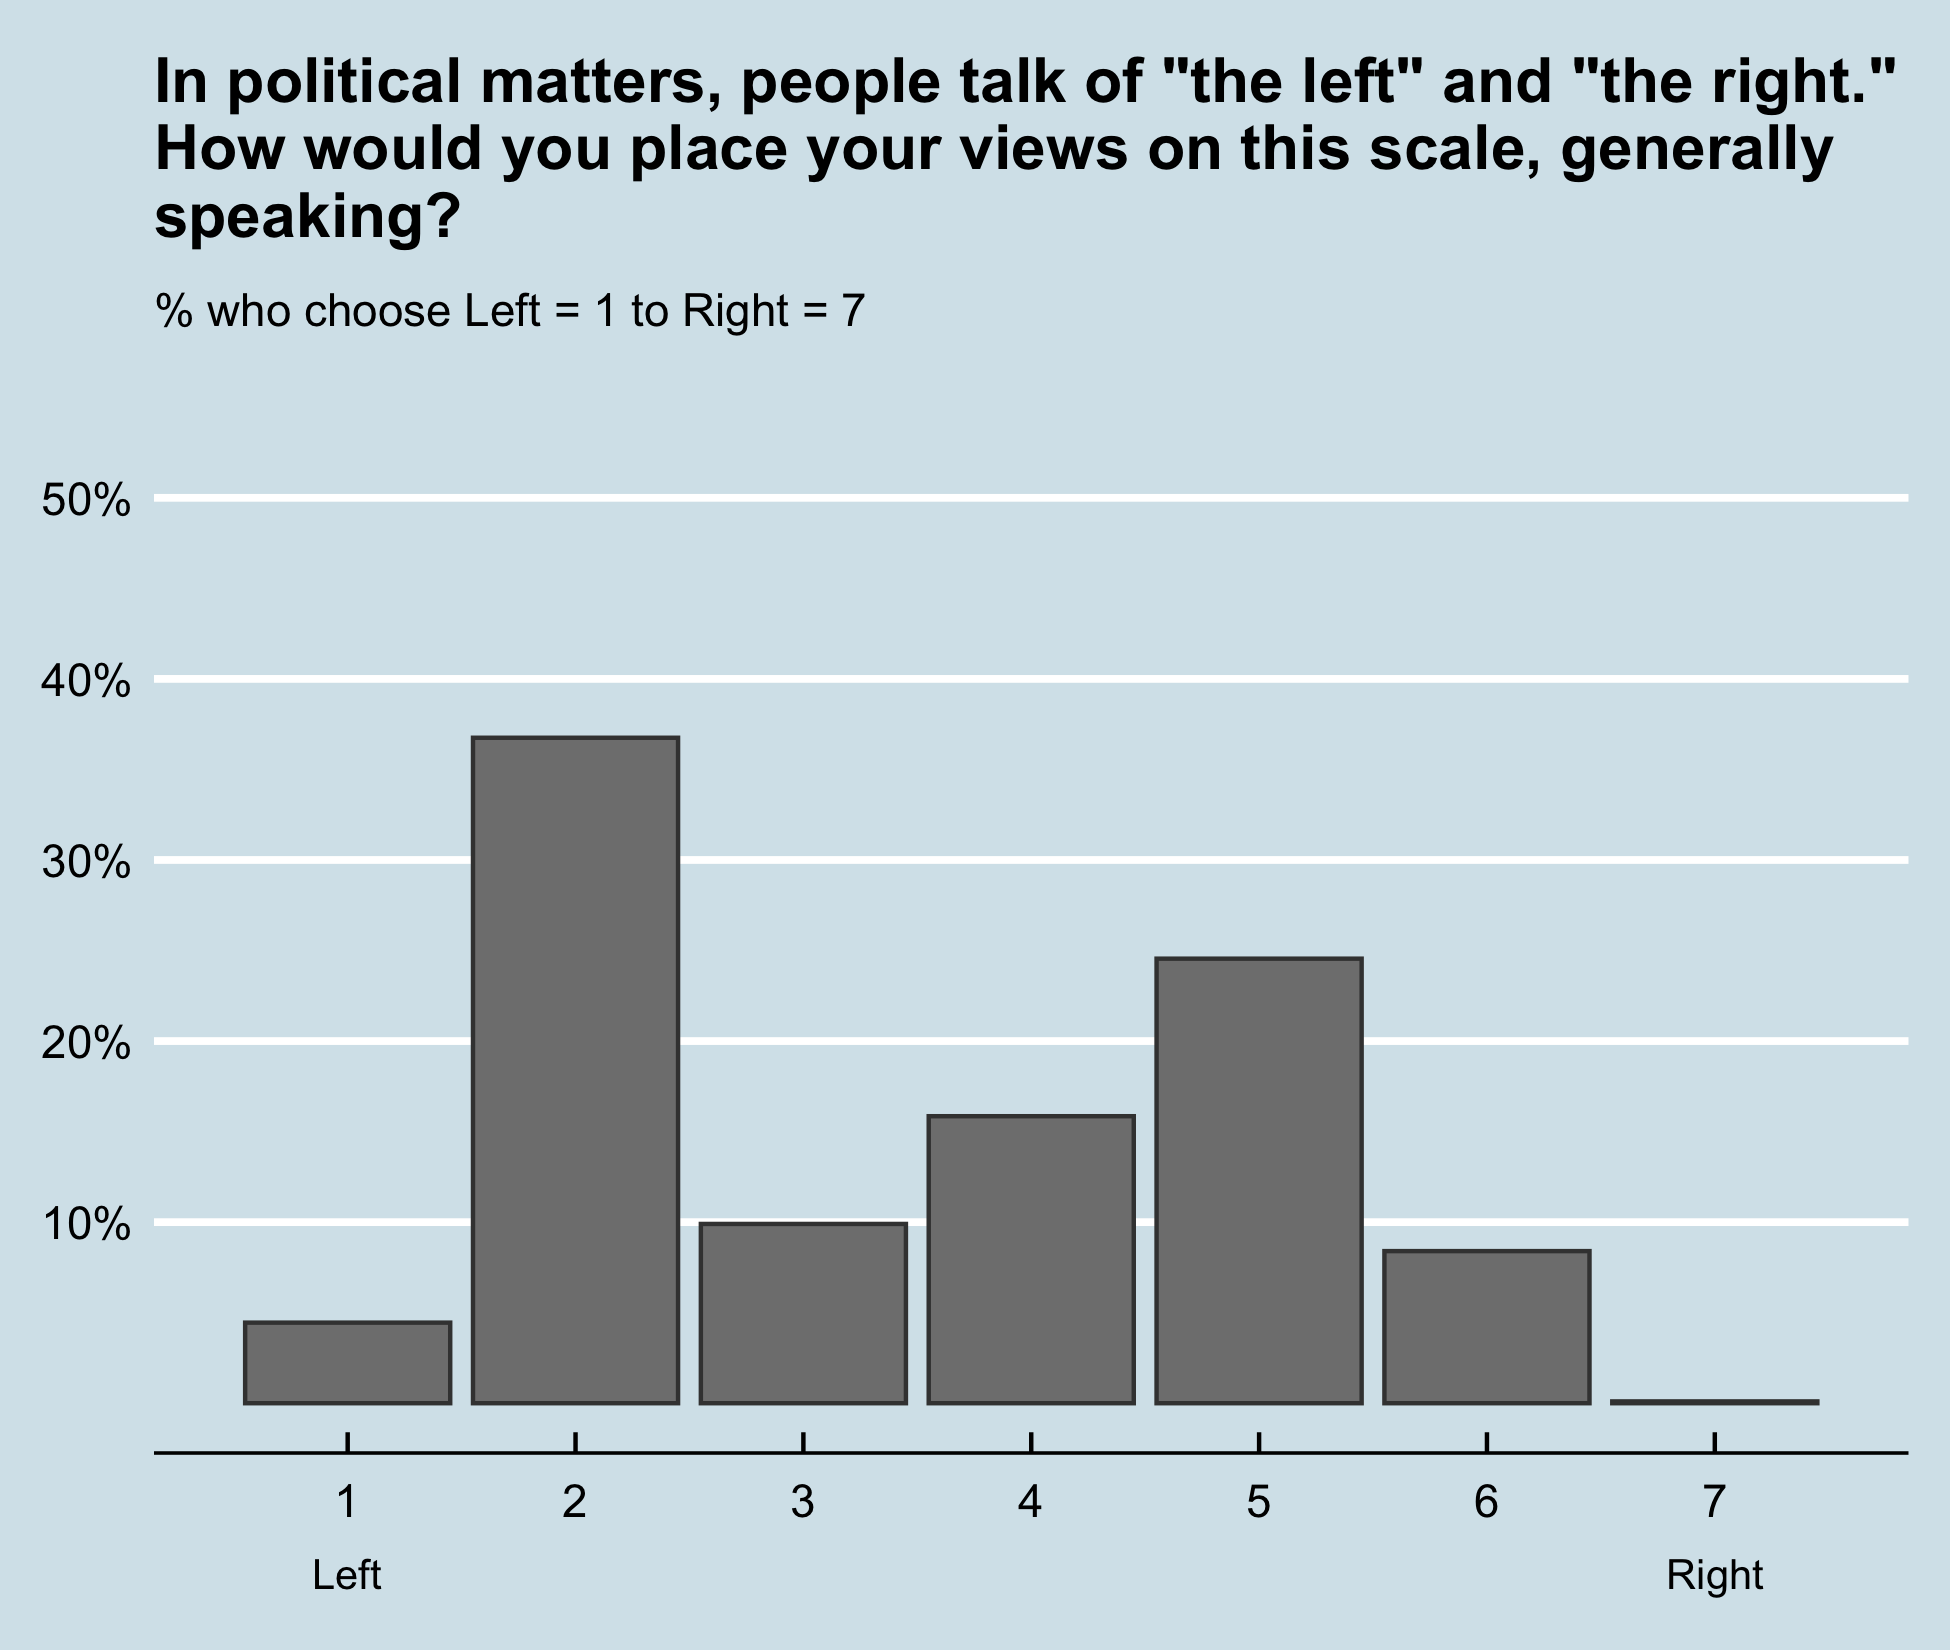 In political matters, people talk of "the left" and "the right."
How would you place your views on this scale, generally
speaking?
% who choose Left = 1 to Right = 7
50%
40%
30%
20%
10%
1 2 3 4 5 6 7
Left Right